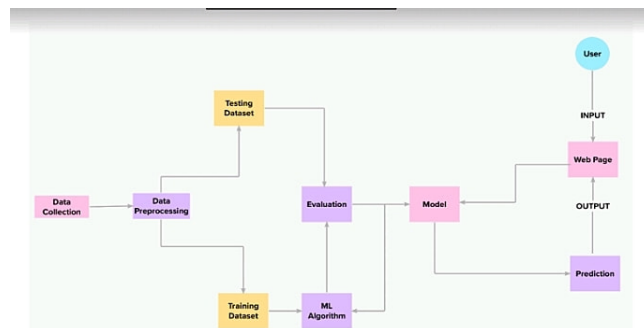 User
INPUT
Testing
Dataset
Web Page
Data
Collection
Data
Preprocessing
Evaluation
Model
OUTPUT
Prediction
Training
Dataset
ML
Algorithm